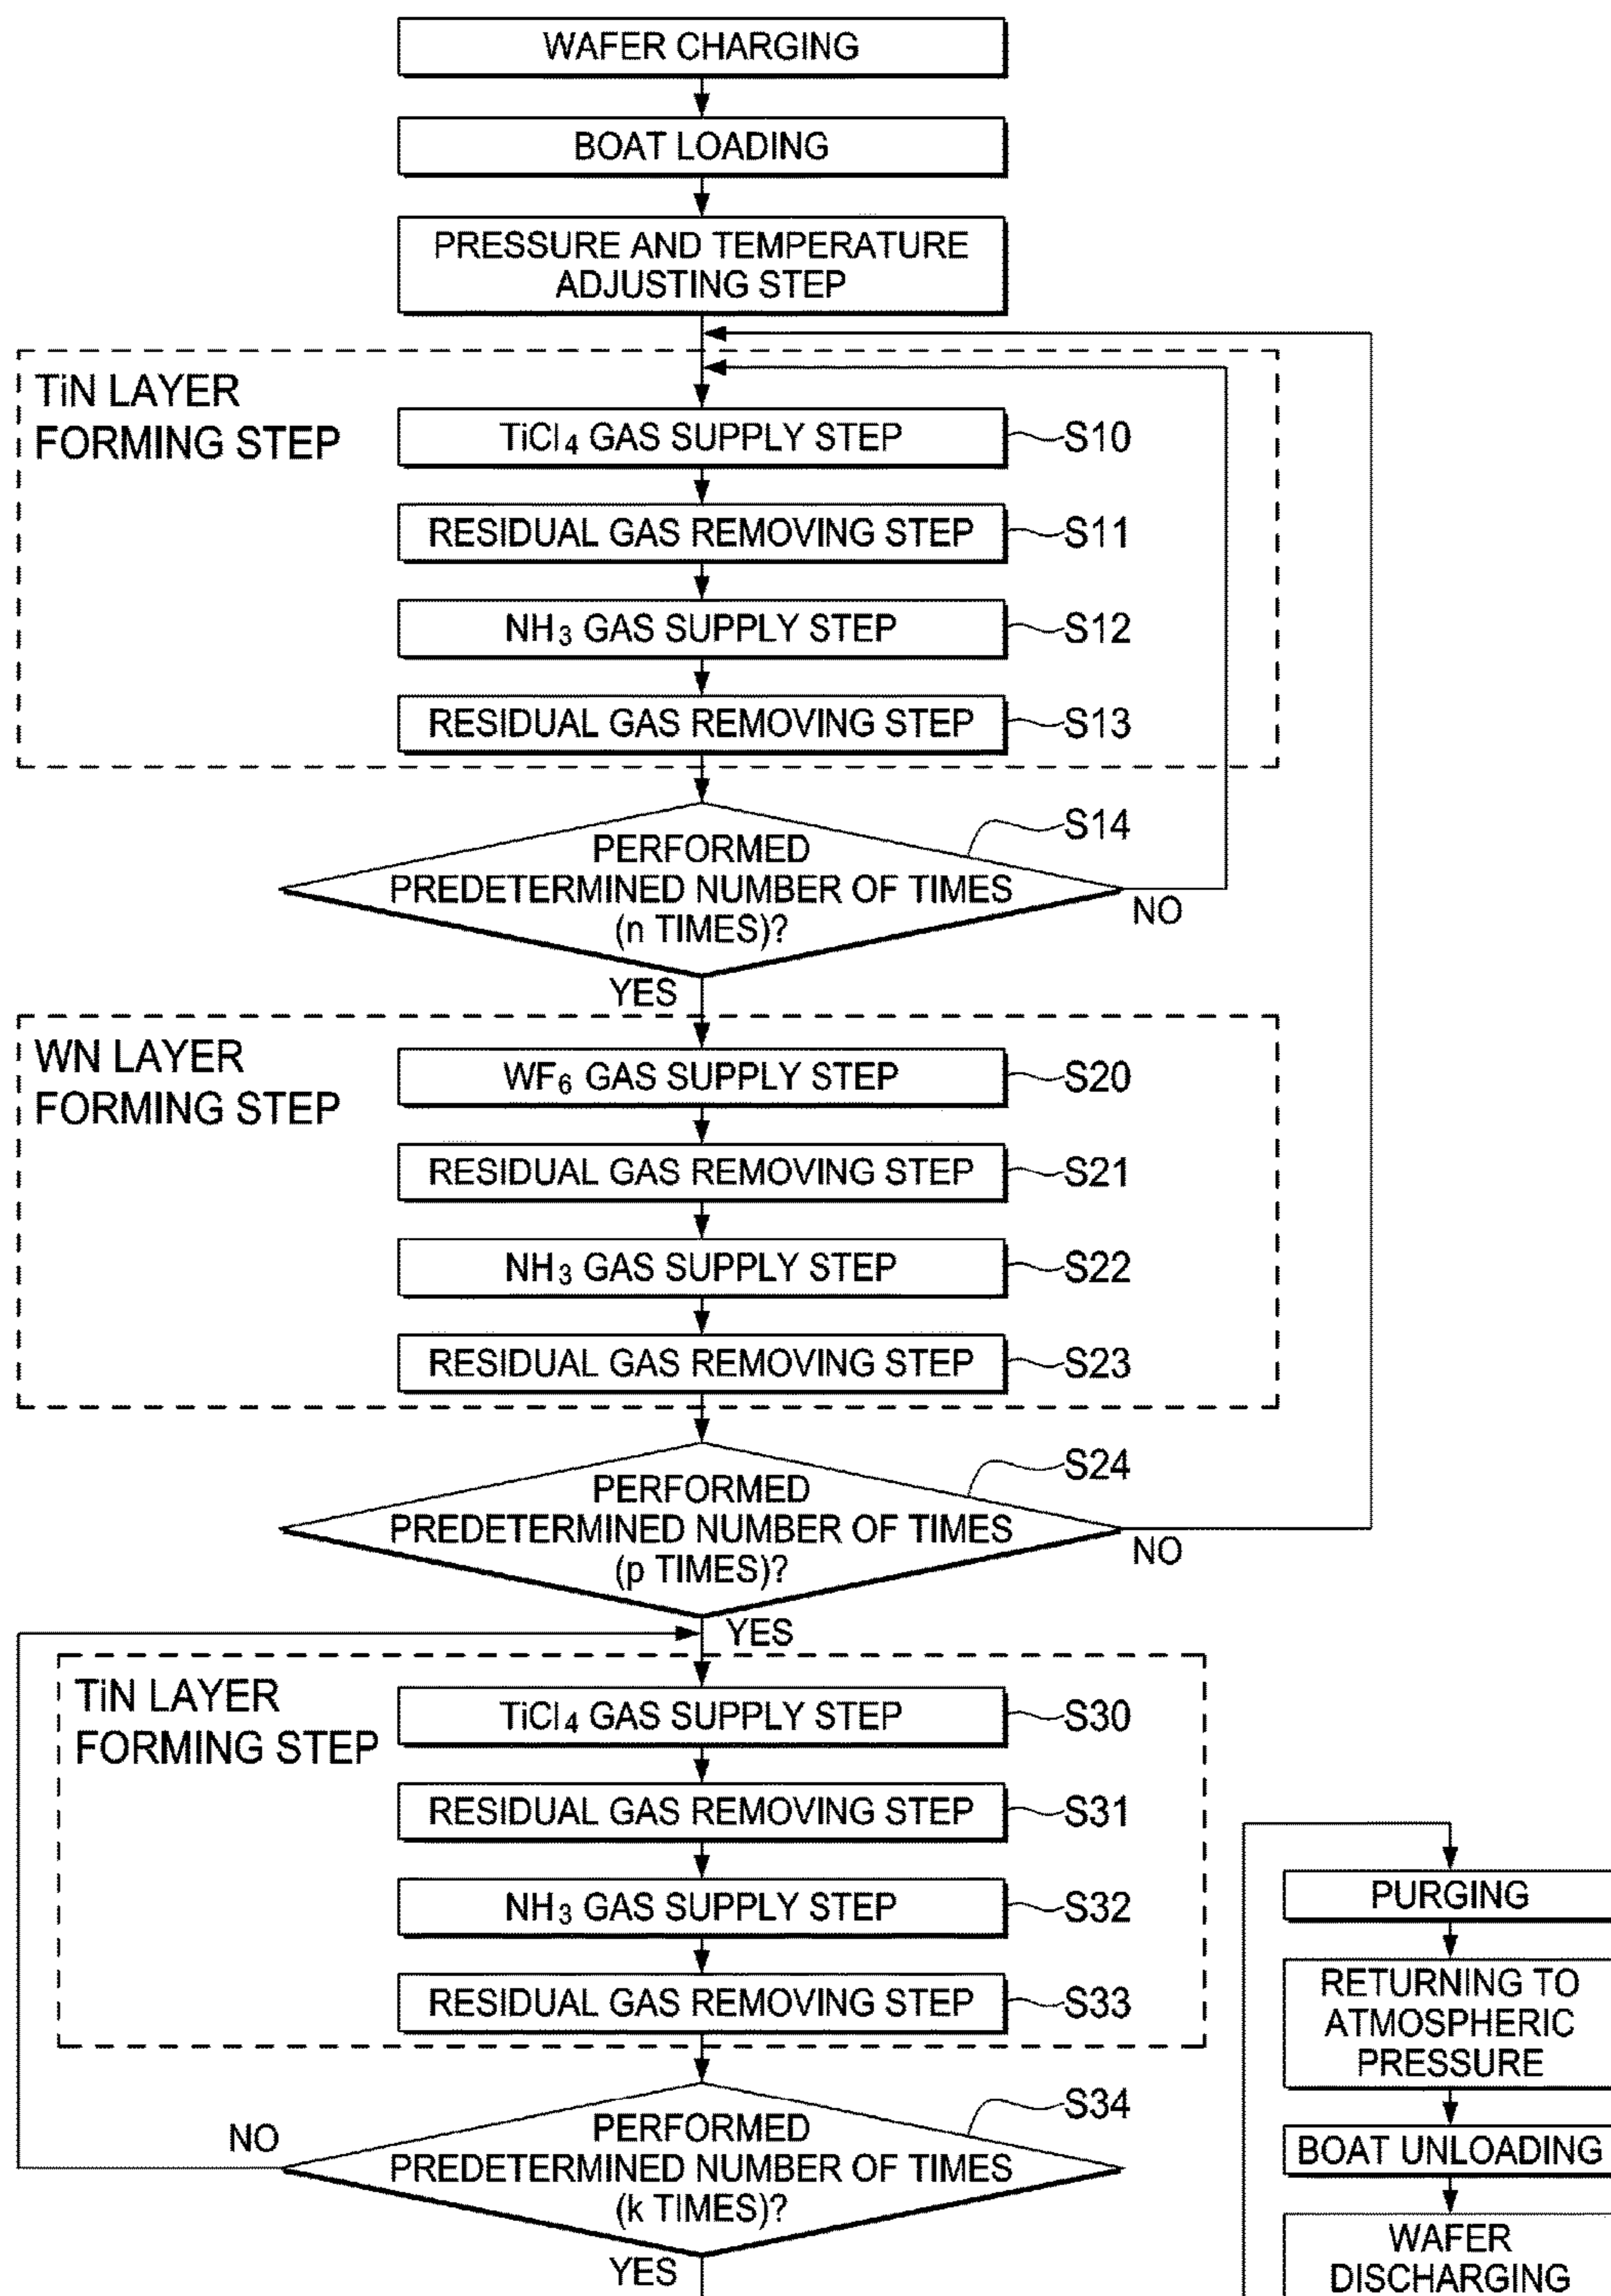 WAFER CHARGING
BOAT LOADING
PRESSURE AND TEMPERATURE
ADJUSTING STEP
TiN LAYER
FORMING STEP
TiCl₄ GAS SUPPLY STEP
S10
RESIDUAL GAS REMOVING STEP
S11
NH₃ GAS SUPPLY STEP
S12
RESIDUAL GAS REMOVING STEP
S13
S14
PERFORMED
PREDETERMINED NUMBER OF TIMES
(n TIMES)?
NO
YES
WN LAYER
FORMING STEP
WF₆ GAS SUPPLY STEP
S20
RESIDUAL GAS REMOVING STEP
S21
NH₃ GAS SUPPLY STEP
S22
RESIDUAL GAS REMOVING STEP
S23
S24
PERFORMED
PREDETERMINED NUMBER OF TIMES
(p TIMES)?
NO
YES
TiN LAYER
FORMING STEP
TiCl₄ GAS SUPPLY STEP
S30
RESIDUAL GAS REMOVING STEP
S31
NH₃ GAS SUPPLY STEP
S32
RESIDUAL GAS REMOVING STEP
S33
S34
PERFORMED
PREDETERMINED NUMBER OF TIMES
(k TIMES)?
NO
YES
PURGING
RETURNING TO
ATMOSPHERIC
PRESSURE
BOAT UNLOADING
WAFER
DISCHARGING